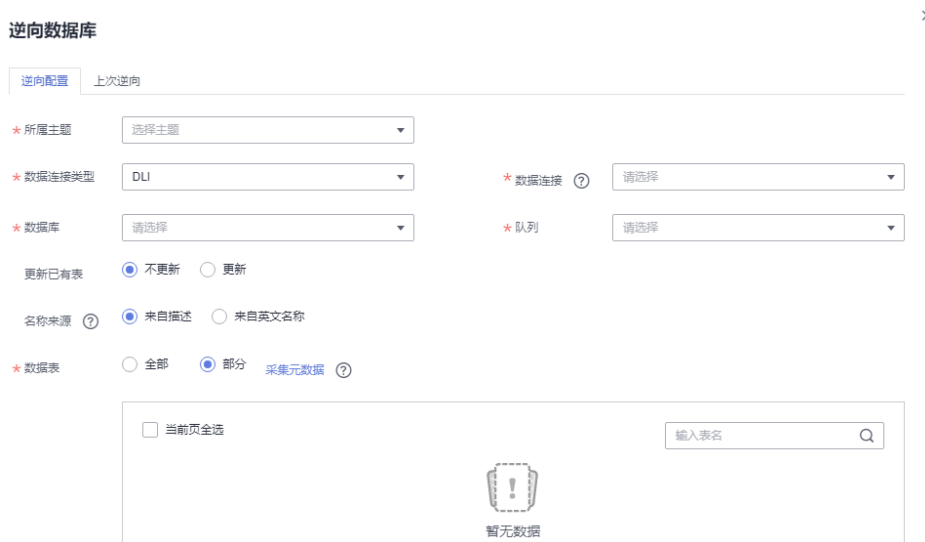 逆向数据库
逆向配置 上次逆向
* 所属主题 选择主题
* 数据连接类型 DLI * 数据连接 ? 请选择
* 数据库 请选择 * 队列 请选择
更新已有表 不更新 更新
名称来源 ? 来自描述 来自英文名称
* 数据表 全部 部分 采集元数据 ?
当前页全选 输入表名
暂无数据